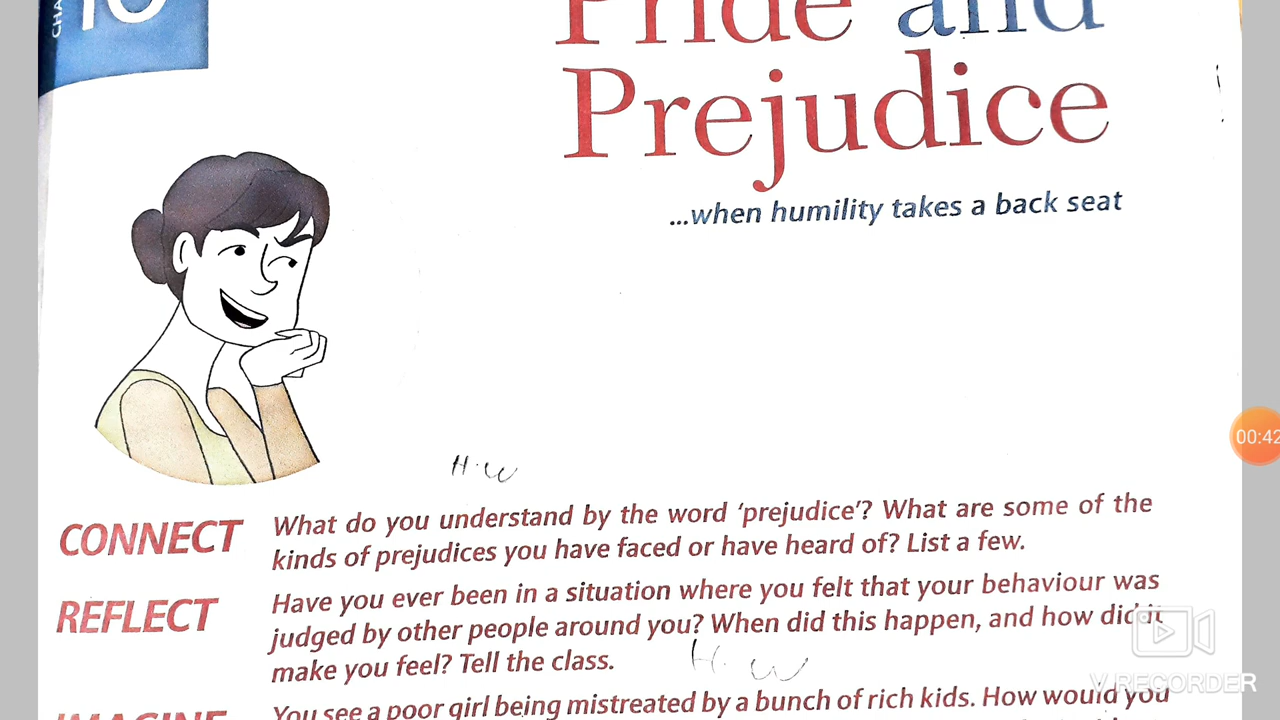 CHA
10
Pride and
Prejudice
...when humility takes a back seat
H.W
CONNECT What do you understand by the word ‘prejudice’? What are some of the
kinds of prejudices you have faced or have heard of? List a few.
REFLECT Have you ever been in a situation where you felt that your behaviour was
judged by other people around you? When did this happen, and how did it
make you feel? Tell the class.
H.W
IMAGINE You see a poor girl being mistreated by a bunch of rich kids. How would you
00:42
V RECORDER